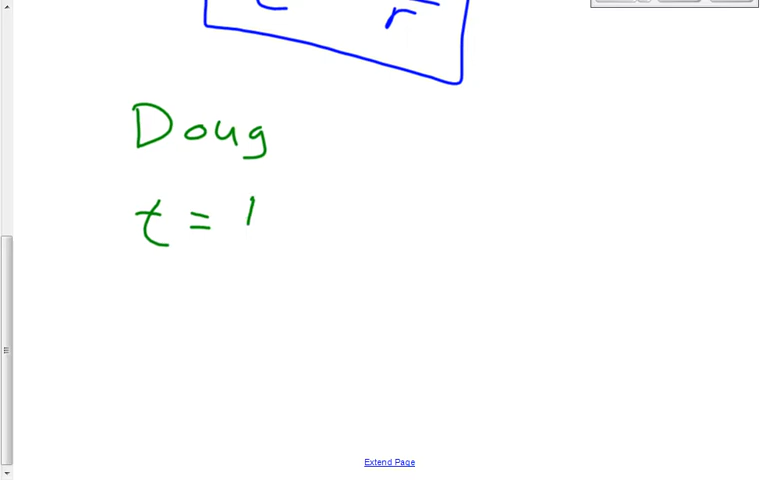 r
Doug
t = 1
Extend Page